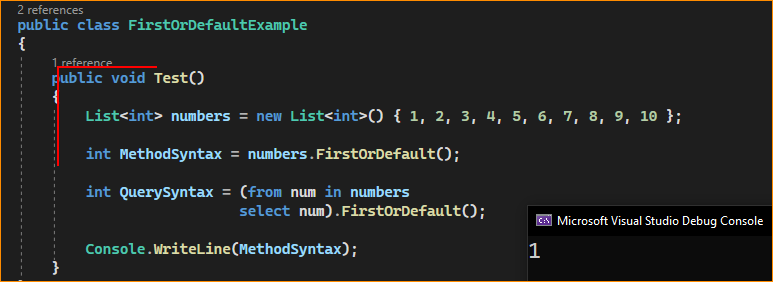 2 references
public class FirstOrDefaultExample
{
1 reference
public void Test()
{
List<int> numbers = new List<int>() { 1, 2, 3, 4, 5, 6, 7, 8, 9, 10 };
int MethodSyntax = numbers.FirstOrDefault();
int QuerySyntax = (from num in numbers
select num).FirstOrDefault();
Console.WriteLine(MethodSyntax);
}
Microsoft Visual Studio Debug Console
1